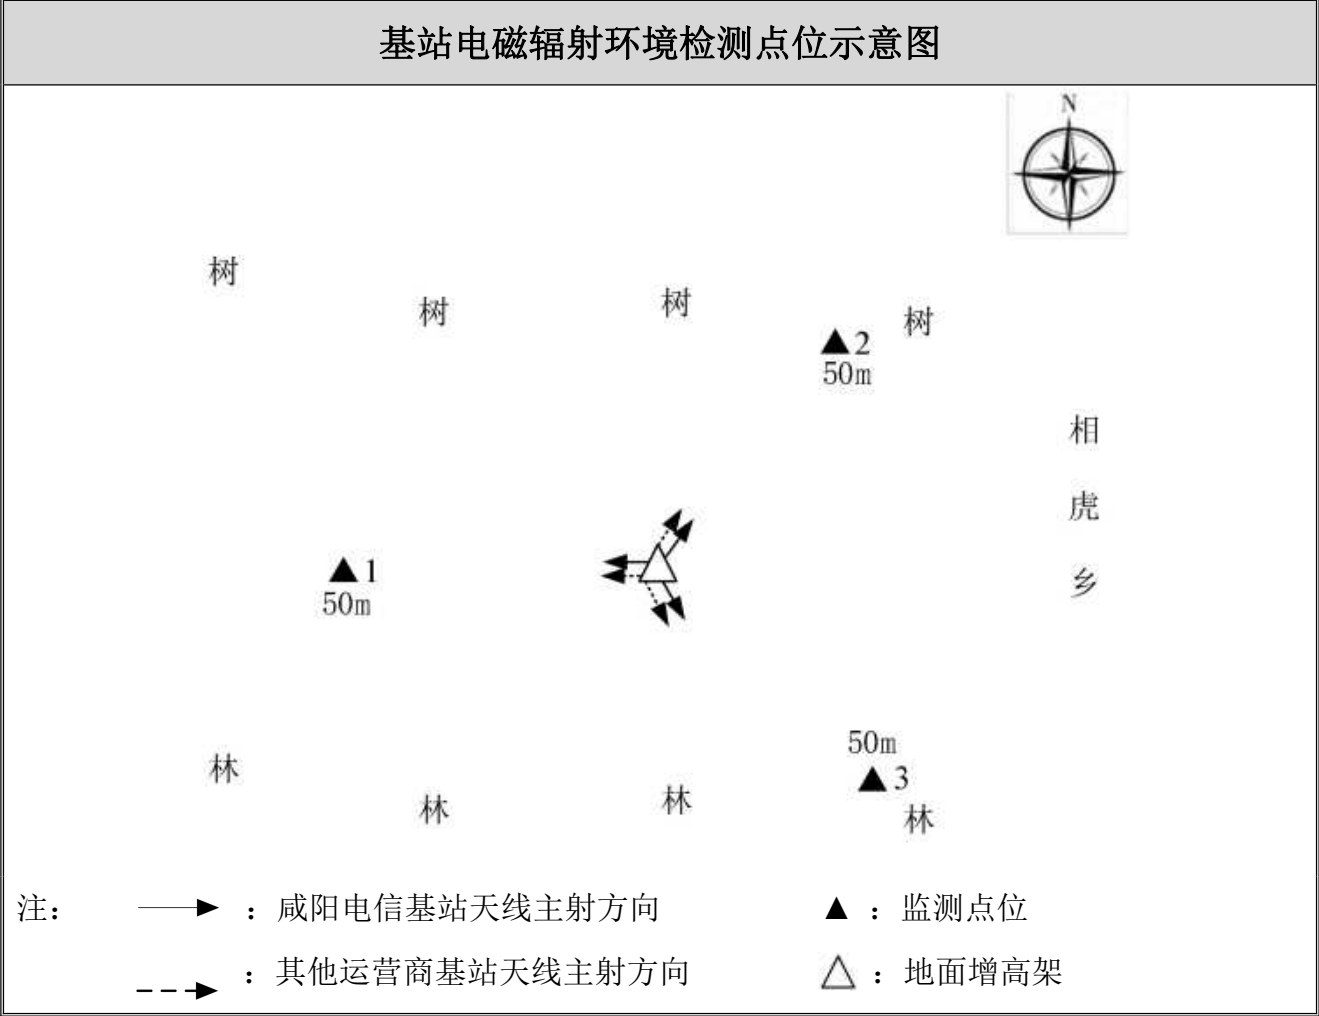 基站电磁辐射环境检测点位示意图
N
树
树
树
树
▲2
50m
相
虎
乡
▲1
50m
50m
▲3
林
林
林
林
注：
：咸阳电信基站天线主射方向
▲：监测点位
：其他运营商基站天线主射方向
△：地面增高架